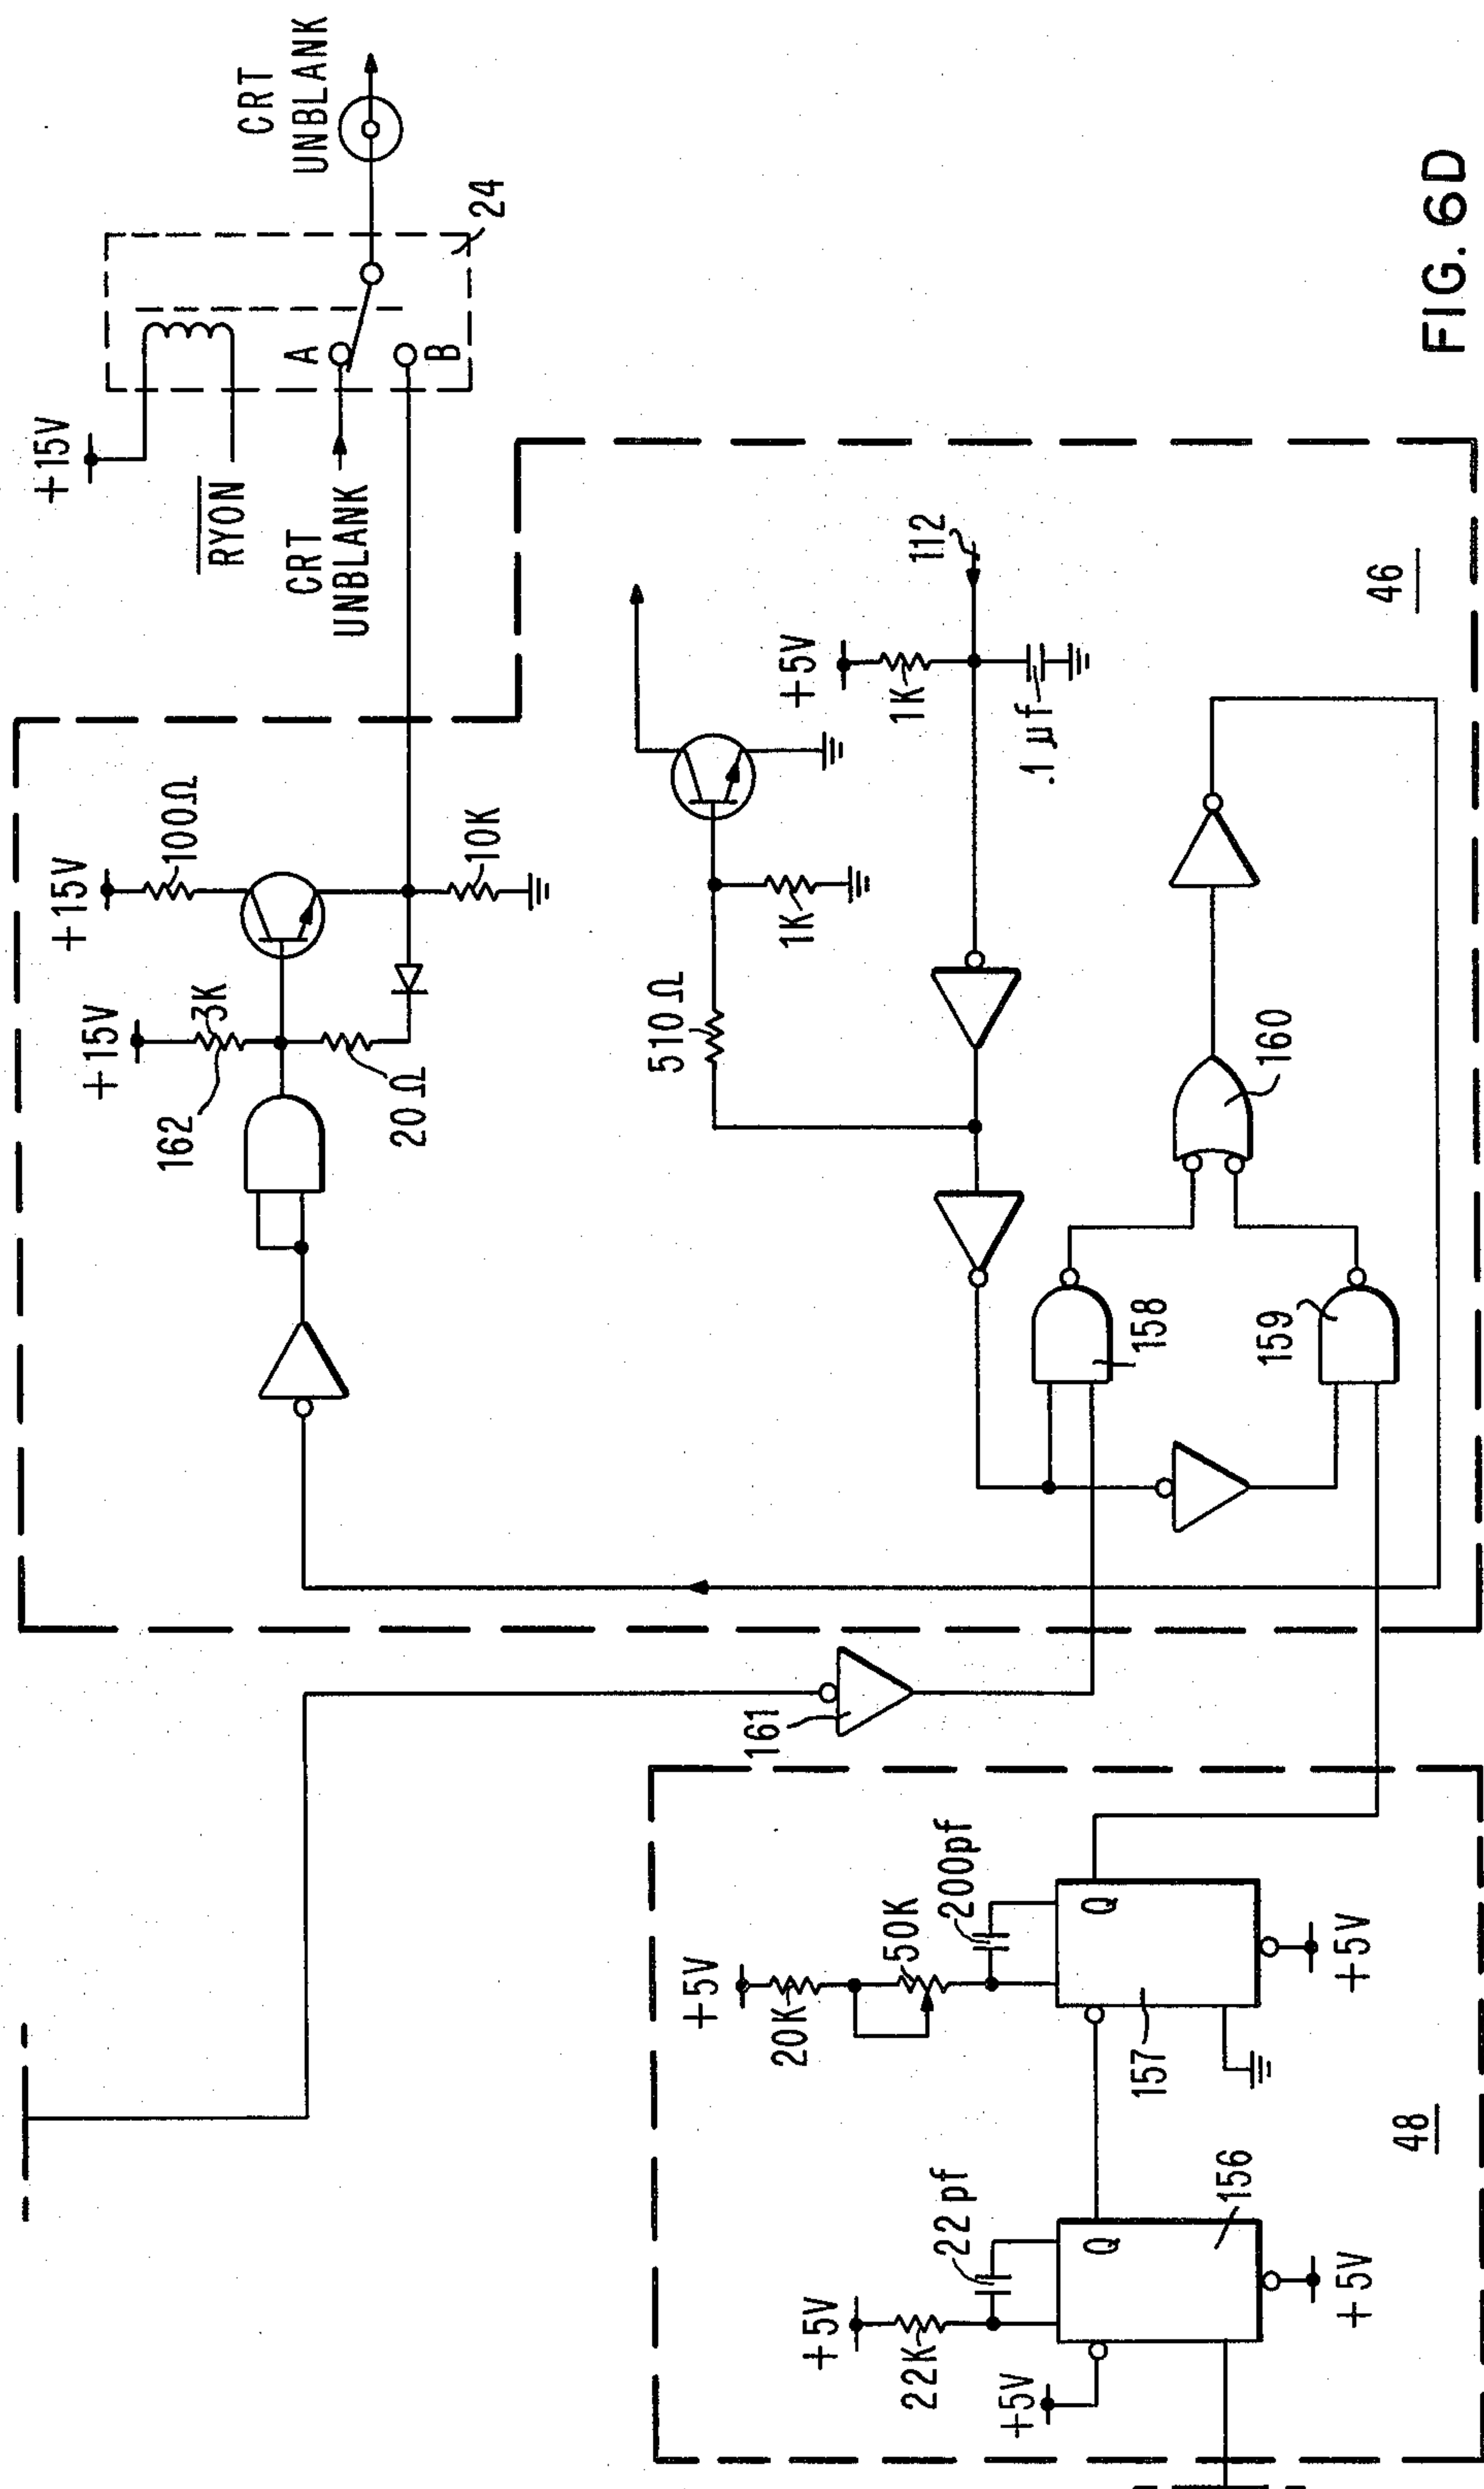 +15V
RYON
CRT
UNBLANK
A
B
24
CRT
UNBLANK
+15V
162
3K
20Ω
+15V
100Ω
10K
510Ω
1K
+5V
1K
.1 µf
112
158
159
160
46
161
+5V
22K
22 pf
+5V
Q
156
+5V
+5V
20K
50K
200pf
Q
157
+5V
48
FIG. 6D